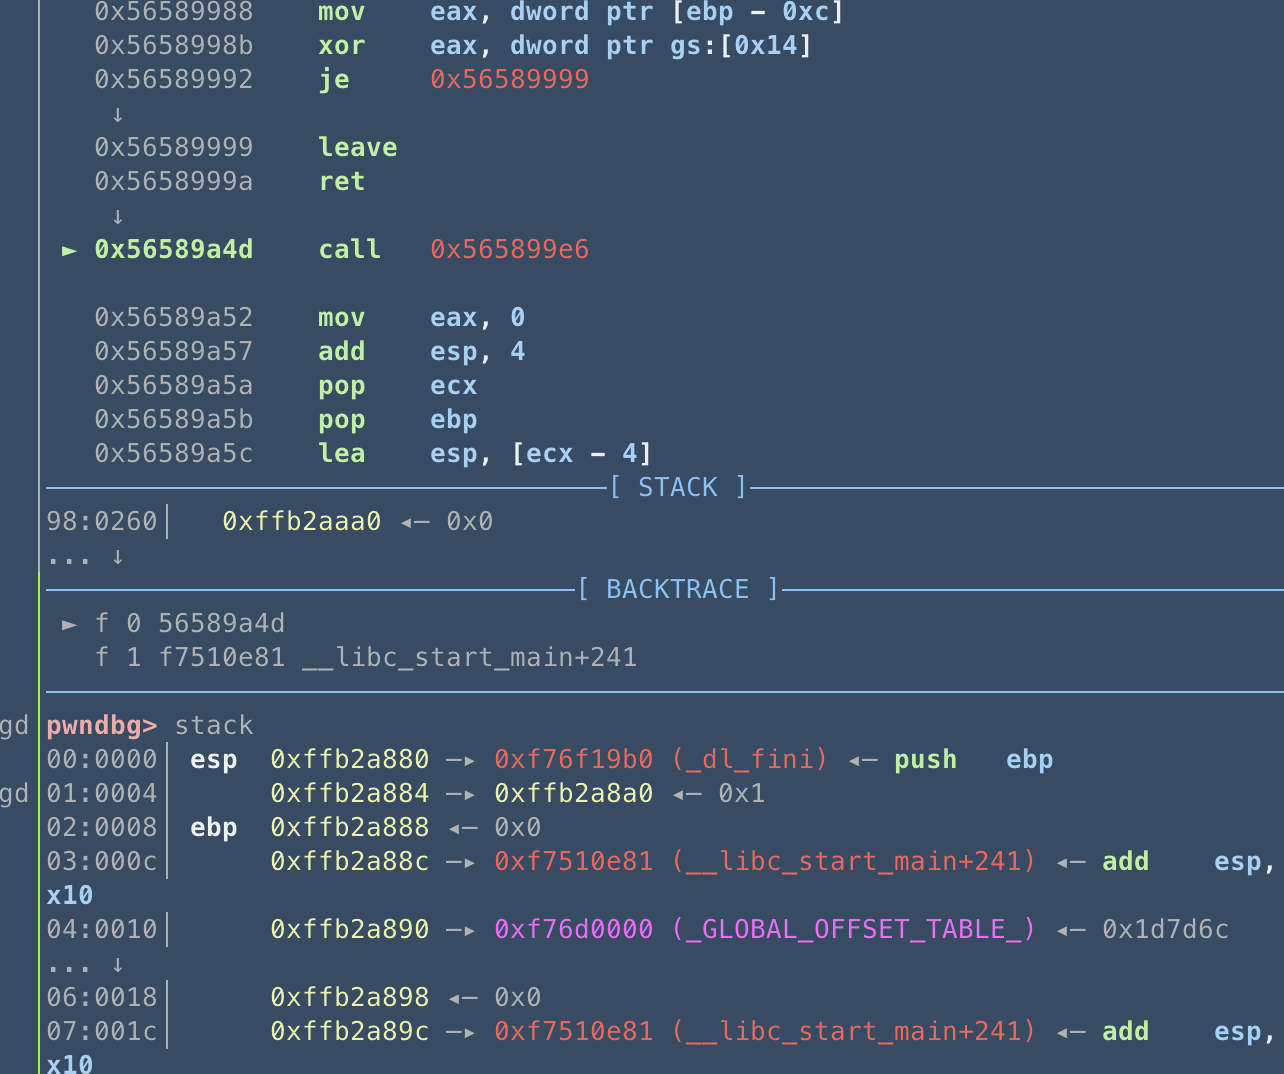 0x56589988 mov eax, dword ptr [ebp - 0xc]
0x5658998b xor eax, dword ptr gs:[0x14]
0x56589992 je 0x56589999
↓
0x56589999 leave
0x5658999a ret
↓
► 0x56589a4d call 0x565899e6
0x56589a52 mov eax, 0
0x56589a57 add esp, 4
0x56589a5a pop ecx
0x56589a5b pop ebp
0x56589a5c lea esp, [ecx - 4]
[ STACK ]
98:0260│ 0xffb2aaa0 ◂— 0x0
... ↓
[ BACKTRACE ]
► f 0 56589a4d
f 1 f7510e81 __libc_start_main+241
gd pwndbg> stack
00:0000│ esp 0xffb2a880 —▸ 0xf76f19b0 (_dl_fini) ◂— push ebp
gd 01:0004│ 0xffb2a884 —▸ 0xffb2a8a0 ◂— 0x1
02:0008│ ebp 0xffb2a888 ◂— 0x0
03:000c│ 0xffb2a88c —▸ 0xf7510e81 (__libc_start_main+241) ◂— add esp,
x10
04:0010│ 0xffb2a890 —▸ 0xf76d0000 (_GLOBAL_OFFSET_TABLE_) ◂— 0x1d7d6c
... ↓
06:0018│ 0xffb2a898 ◂— 0x0
07:001c│ 0xffb2a89c —▸ 0xf7510e81 (__libc_start_main+241) ◂— add esp,
x10